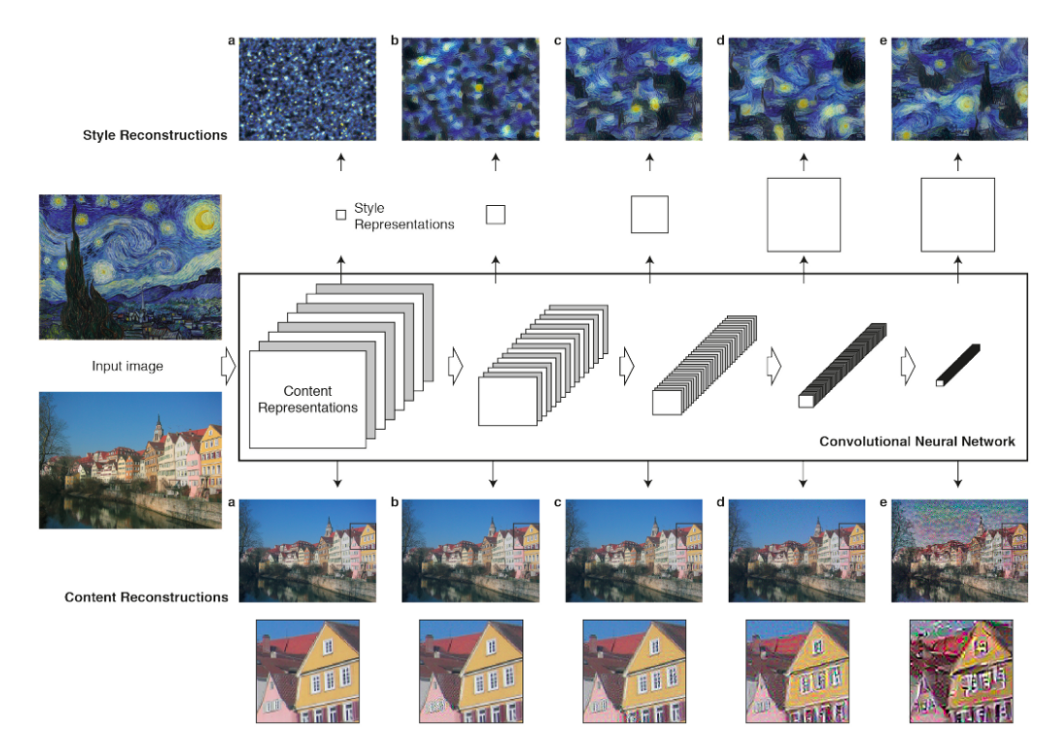 a b c d e
Style Reconstructions
Style
Representations
Input image
Content
Representations
Convolutional Neural Network
a b c d e
Content Reconstructions